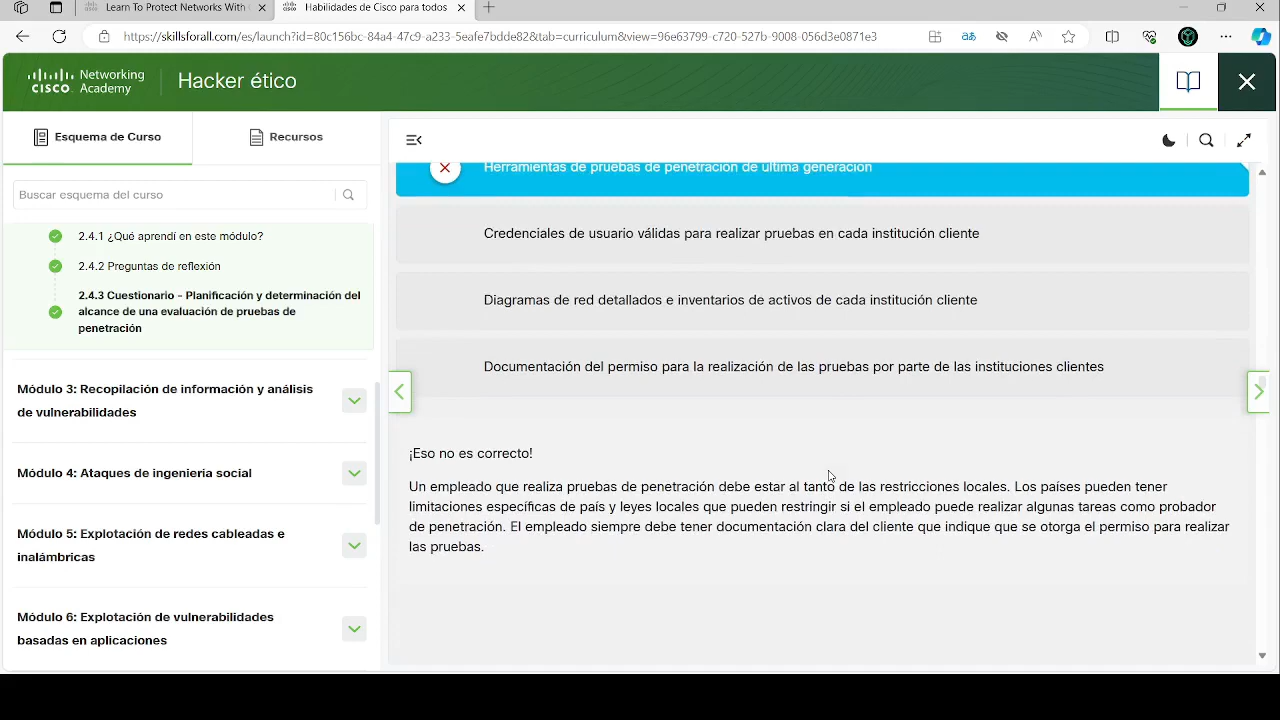 Learn To Protect Networks With
Habilidades de Cisco para todos
https://skillsforall.com/es/launch?id=80c156bc-84a4-47c9-a233-5eafe7bdde82&tab=curriculum&view=96e63799-c720-527b-9008-056d3e0871e3
CISCO Networking Academy
Hacker ético
Esquema de Curso
Recursos
Buscar esquema del curso
2.4.1 ¿Qué aprendí en este módulo?
2.4.2 Preguntas de reflexión
2.4.3 Cuestionario - Planificación y determinación del
alcance de una evaluación de pruebas de
penetración
Módulo 3: Recopilación de información y análisis
de vulnerabilidades
Módulo 4: Ataques de ingeniería social
Módulo 5: Explotación de redes cableadas e
inalámbricas
Módulo 6: Explotación de vulnerabilidades
basadas en aplicaciones
Herramientas de pruebas de penetración de última generación
Credenciales de usuario válidas para realizar pruebas en cada institución cliente
Diagramas de red detallados e inventarios de activos de cada institución cliente
Documentación del permiso para la realización de las pruebas por parte de las instituciones clientes
¡Eso no es correcto!
Un empleado que realiza pruebas de penetración debe estar al tanto de las restricciones locales. Los países pueden tener
limitaciones específicas de país y leyes locales que pueden restringir si el empleado puede realizar algunas tareas como probador
de penetración. El empleado siempre debe tener documentación clara del cliente que indique que se otorga el permiso para realizar
las pruebas.